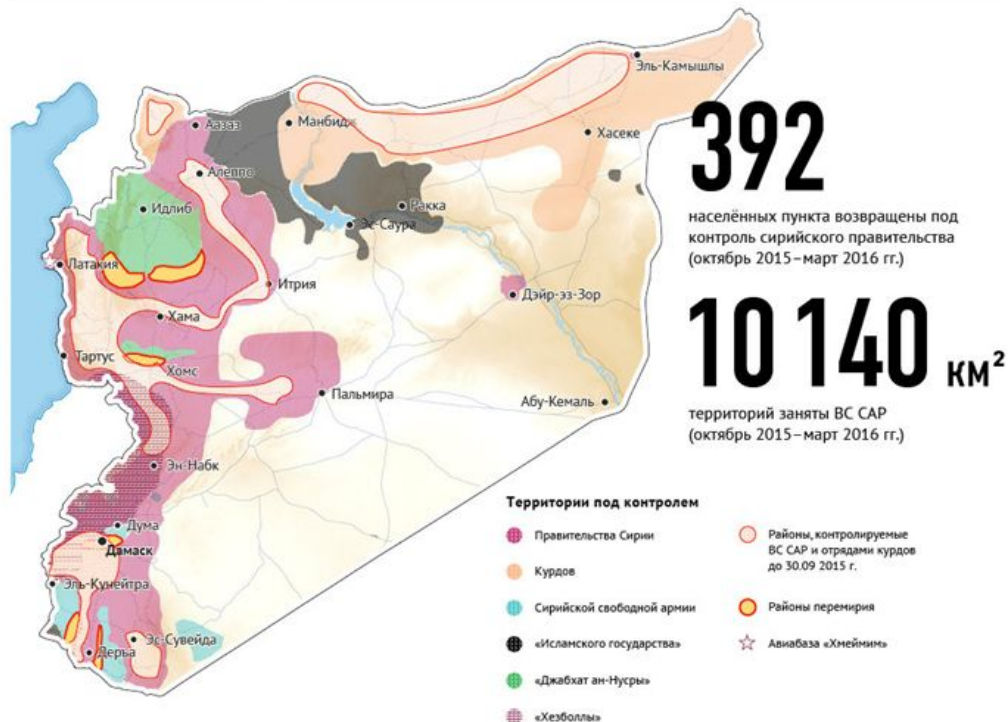 Эль-Камышлы
Аазаз
Манбидж
Хасеке
Алеппо
Идлиб
Ракка
Эс-Саура
Латакия
Итрия
Дэйр-эз-Зор
Хама
Тартус
Хомс
Пальмира
Абу-Кемаль
Эн-Набк
Дума
Дамаск
Эль-Кунейтра
Эс-Сувейда
Дерья
392
населённых пункта возвращены под
контроль сирийского правительства
(октябрь 2015–март 2016 гг.)
10 140 км²
территорий заняты ВС САР
(октябрь 2015–март 2016 гг.)
Территории под контролем
Правительства Сирии
Курдов
Сирийской свободной армии
«Исламского государства»
«Джабхат ан-Нусры»
«Хезболлы»
Районы, контролируемые
ВС САР и отрядами курдов
до 30.09 2015 г.
Районы перемирия
Авиабаза «Хмеймим»